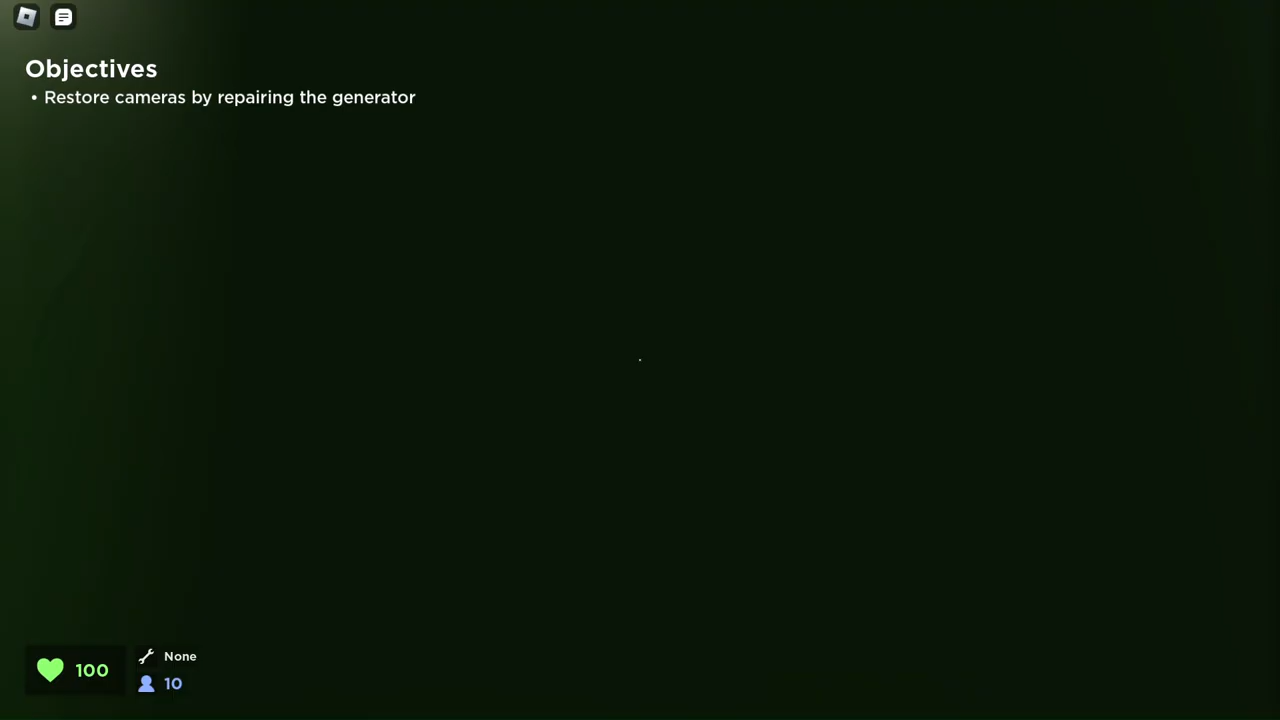 Objectives
• Restore cameras by repairing the generator
100
None
10